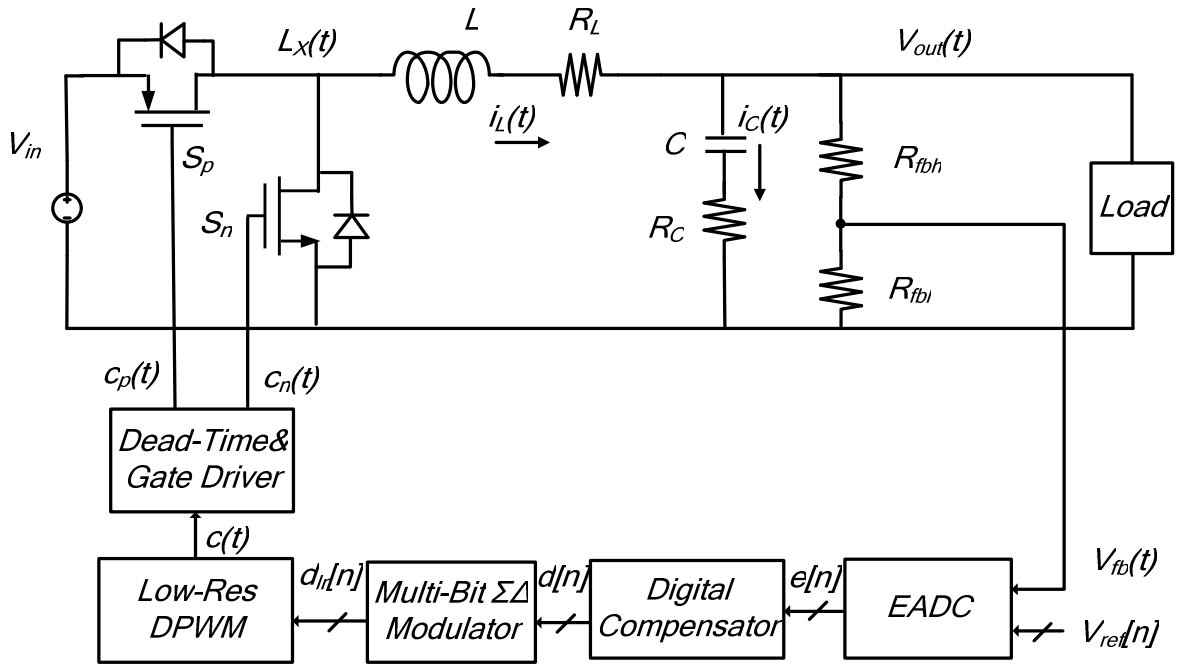 L
R_L
L_X(t)
V_out(t)
i_L(t)
C
i_C(t)
V_in
S_p
R_fbh
Load
S_n
R_C
R_fbl
c_p(t)
c_n(t)
Dead-Time&
Gate Driver
c(t)
V_fb(t)
Low-Res
DPWM
d_lr[n]
Multi-Bit ΣΔ
Modulator
d[n]
Digital
Compensator
e[n]
EADC
V_ref[n]